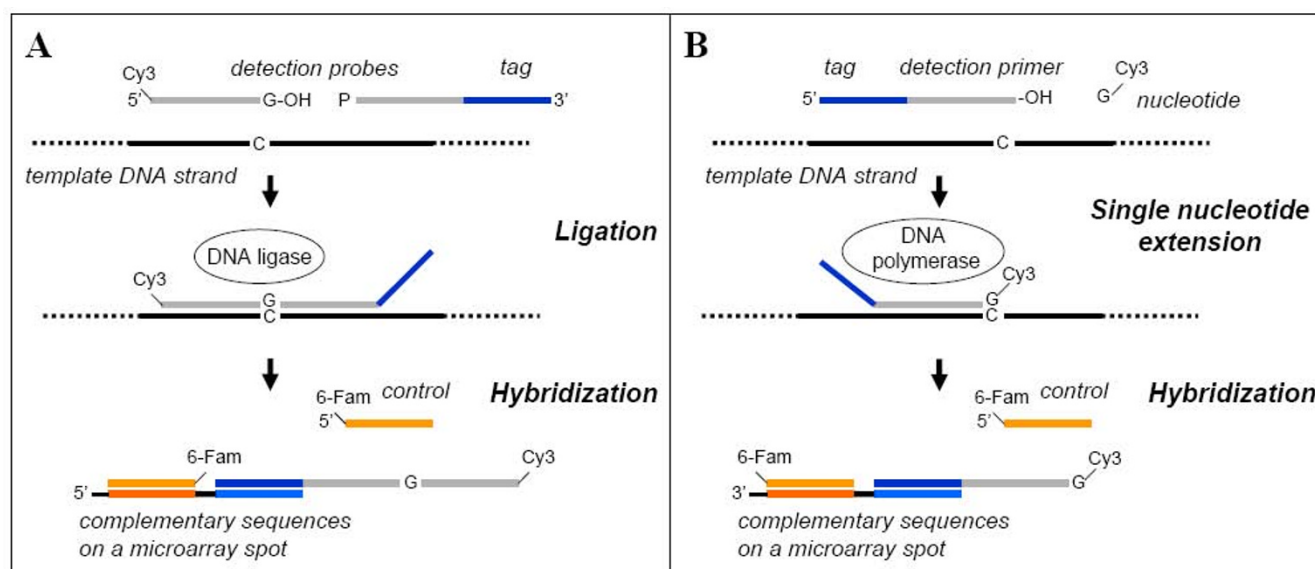 A
Cy3
detection probes
tag
5’
G-OH
P
3’
C
template DNA strand
Ligation
DNA ligase
Cy3
G
C
Hybridization
6-Fam
control
5’
6-Fam
Cy3
G
5’
complementary sequences
on a microarray spot
B
tag
detection primer
Cy3
5’
-OH
G
nucleotide
C
template DNA strand
Single nucleotide
extension
DNA
polymerase
Cy3
G
C
Hybridization
6-Fam
control
5’
6-Fam
Cy3
G
3’
complementary sequences
on a microarray spot